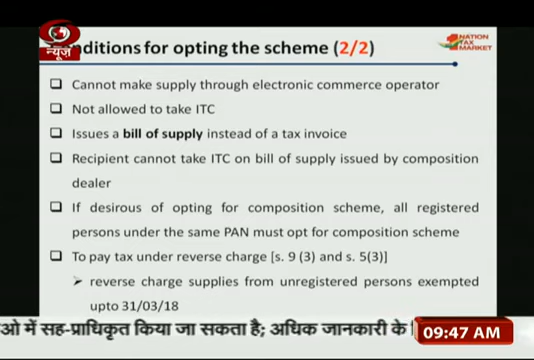 न्यूज़
nditions for opting the scheme (2/2)
1 NATION
TAX
MARKET
Cannot make supply through electronic commerce operator
Not allowed to take ITC
Issues a bill of supply instead of a tax invoice
Recipient cannot take ITC on bill of supply issued by composition
dealer
If desirous of opting for composition scheme, all registered
persons under the same PAN must opt for composition scheme
To pay tax under reverse charge [s. 9 (3) and s. 5(3)]
reverse charge supplies from unregistered persons exempted
upto 31/03/18
ओ में सह-प्राधिकृत किया जा सकता है; अधिक जानकारी के
09:47 AM